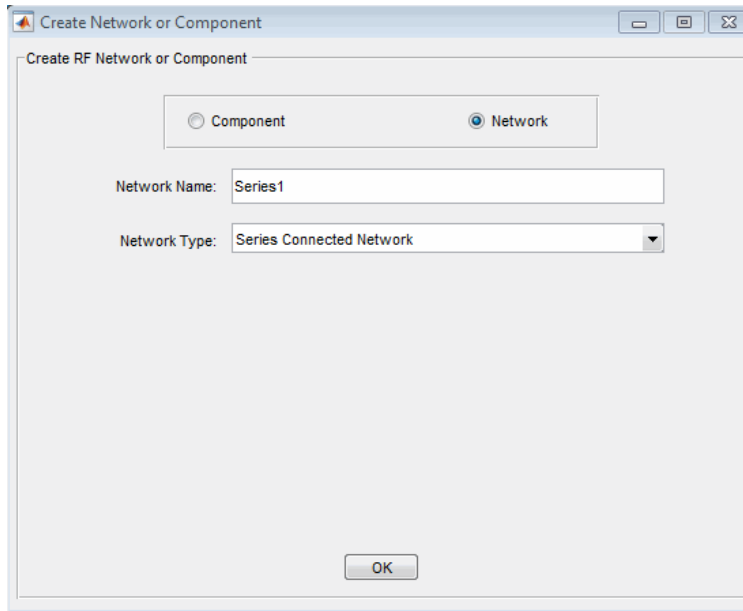 Create Network or Component
Create RF Network or Component
Component Network
Network Name: Series1
Network Type: Series Connected Network
OK